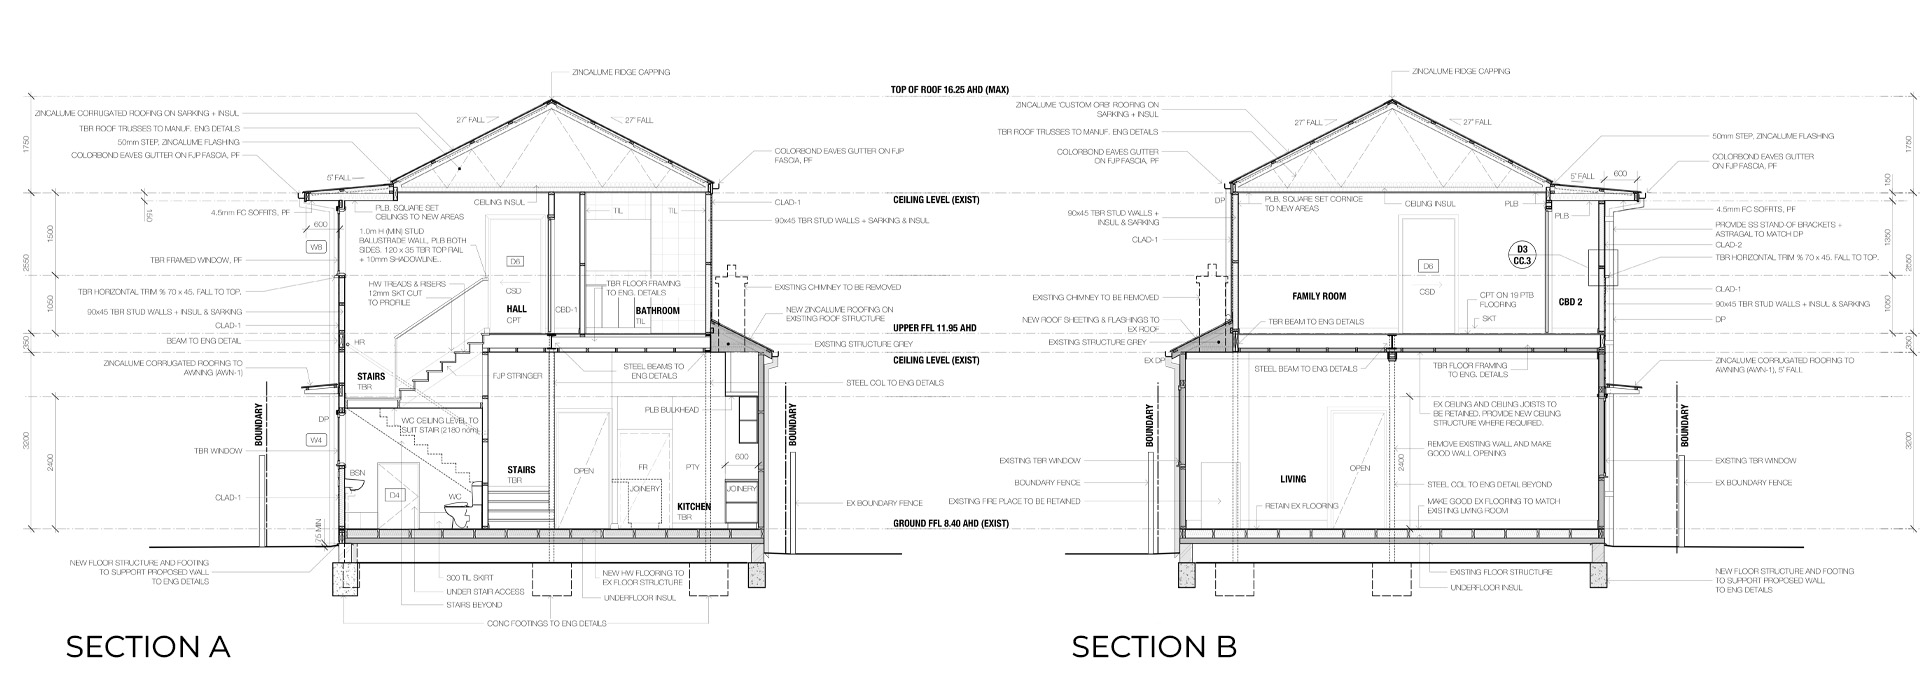 ZINCALUME RIDGE CAPPING
ZINCALUME CORRUGATED ROOFING ON SARKING + INSUL
TBR ROOF TRUSSES TO MANUF. ENG DETAILS
50mm STEP, ZINCALUME FLASHING
COLORBOND EAVES GUTTER ON FJP FASCIA, PF
27° FALL
27° FALL
5° FALL
COLORBOND EAVES GUTTER ON FJP
FASCIA, PF
1750
150
1500
2550
1050
350
3200
2400
4.5mm FC SOFFITS, PF
600
W8
TBR FRAMED WINDOW, PF
TBR HORIZONTAL TRIM % 70 x 45. FALL TO TOP.
90x45 TBR STUD WALLS + INSUL & SARKING
CLAD-1
BEAM TO ENG DETAIL
ZINCALUME CORRUGATED ROOFING TO
AWNING (AWN-1)
BOUNDARY
DP
W4
TBR WINDOW
CLAD-1
75 MIN
NEW FLOOR STRUCTURE AND FOOTING
TO SUPPORT PROPOSED WALL
TO ENG DETAILS
PLB. SQUARE SET
CEILINGS TO NEW AREAS
CEILING INSUL
1.0m H (MIN) STUD
BALUSTRADE WALL, PLB BOTH
SIDES. 120 x 35 TBR TOP RAIL
+ 10mm SHADOWLINE..
HW TREADS & RISERS
12mm SKT CUT
TO PROFILE
D6
CSD
HALL
CPT
CBD-1
TIL
TIL
TBR FLOOR FRAMING
TO ENG. DETAILS
BATHROOM
TIL
HR
STAIRS
TBR
FJP STRINGER
STEEL BEAMS TO
ENG DETAILS
WC CEILING LEVEL TO
SUIT STAIR (2180 nom)
PLB BULKHEAD
BSN
D4
WC
STAIRS
TBR
OPEN
FR
PTY
600
JOINERY
JOINERY
KITCHEN
TBR
300 TIL SKIRT
UNDER STAIR ACCESS
STAIRS BEYOND
NEW HW FLOORING TO
EX FLOOR STRUCTURE
UNDERFLOOR INSUL
CONC FOOTINGS TO ENG DETAILS
CLAD-1
90x45 TBR STUD WALLS + SARKING & INSUL
EXISTING CHIMNEY TO BE REMOVED
NEW ZINCALUME ROOFING ON
EXISTING ROOF STRUCTURE
EXISTING STRUCTURE GREY
STEEL COL TO ENG DETAILS
BOUNDARY
EX BOUNDARY FENCE
TOP OF ROOF 16.25 AHD (MAX)
CEILING LEVEL (EXIST)
UPPER FFL 11.95 AHD
CEILING LEVEL (EXIST)
GROUND FFL 8.40 AHD (EXIST)
SECTION A
ZINCALUME RIDGE CAPPING
ZINCALUME 'CUSTOM ORB' ROOFING ON
SARKING + INSUL
TBR ROOF TRUSSES TO MANUF. ENG DETAILS
COLORBOND EAVES GUTTER
ON FJP FASCIA, PF
27° FALL
27° FALL
5° FALL
600
50mm STEP, ZINCALUME FLASHING
COLORBOND EAVES GUTTER
ON FJP FASCIA, PF
DP
90x45 TBR STUD WALLS +
INSUL & SARKING
CLAD-1
EXISTING CHIMNEY TO BE REMOVED
NEW ROOF SHEETING & FLASHINGS TO
EX ROOF
EXISTING STRUCTURE GREY
EX DP
BOUNDARY
EXISTING TBR WINDOW
BOUNDARY FENCE
EXISTING FIRE PLACE TO BE RETAINED
PLB. SQUARE SET CORNICE
TO NEW AREAS
CEILING INSUL
PLB
PLB
D3
CC.3
D6
CSD
FAMILY ROOM
CPT ON 19 PTB
FLOORING
SKT
CBD 2
TBR BEAM TO ENG DETAILS
STEEL BEAM TO ENG DETAILS
TBR FLOOR FRAMING
TO ENG. DETAILS
EX CEILING AND CEILING JOISTS TO
BE RETAINED. PROVIDE NEW CEILING
STRUCTURE WHERE REQUIRED.
REMOVE EXISTING WALL AND MAKE
GOOD WALL OPENING
2400
LIVING
OPEN
STEEL COL TO ENG DETAIL BEYOND
RETAIN EX FLOORING
MAKE GOOD EX FLOORING TO MATCH
EXISTING LIVING ROOM
EXISTING FLOOR STRUCTURE
UNDERFLOOR INSUL
4.5mm FC SOFFITS, PF
PROVIDE SS STAND OF BRACKETS +
ASTRAGAL TO MATCH DP
CLAD-2
TBR HORIZONTAL TRIM % 70 x 45. FALL TO TOP.
CLAD-1
90x45 TBR STUD WALLS + INSUL & SARKING
DP
ZINCALUME CORRUGATED ROOFING TO
AWNING (AWN-1), 5° FALL
BOUNDARY
EXISTING TBR WINDOW
EX BOUNDARY FENCE
NEW FLOOR STRUCTURE AND FOOTING
TO SUPPORT PROPOSED WALL
TO ENG DETAILS
1750
150
1350
2550
1050
350
3200
SECTION B